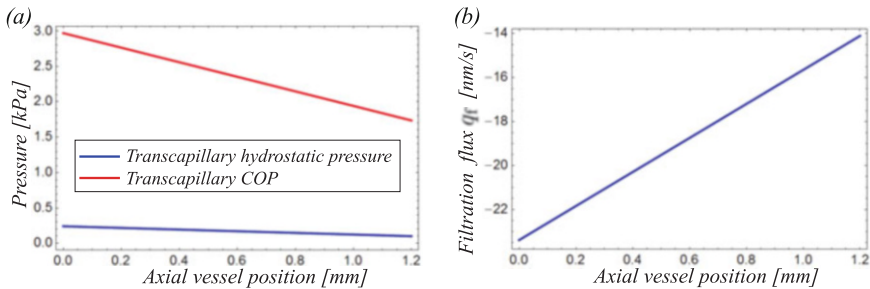 (a)
3.0
2.5
2.0
1.5
1.0
0.5
0.0
Pressure [kPa]
Transcapillary hydrostatic pressure
Transcapillary COP
0.0 0.2 0.4 0.6 0.8 1.0 1.2
Axial vessel position [mm]
(b)
-14
-16
-18
-20
-22
Filtration flux qf [nm/s]
0.0 0.2 0.4 0.6 0.8 1.0 1.2
Axial vessel position [mm]